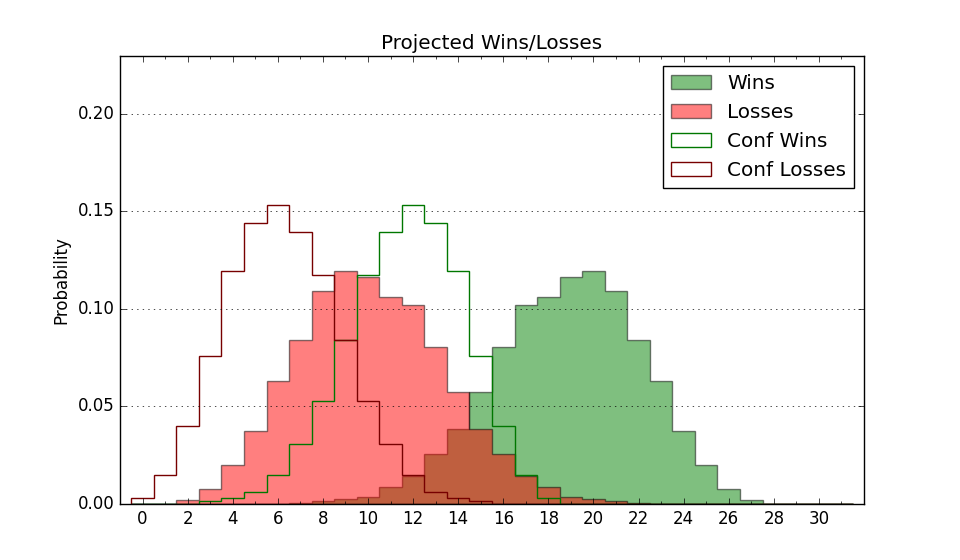 Projected Wins/Losses
Wins
Losses
Conf Wins
Conf Losses
Probability
0.20
0.15
0.10
0.05
0.00
0 2 4 6 8 10 12 14 16 18 20 22 24 26 28 30